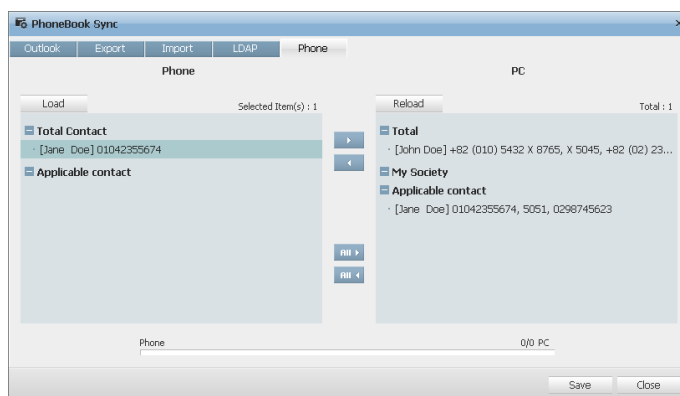 PhoneBook Sync
Outlook Export Import LDAP Phone
Phone
PC
Load Selected Item(s) : 1
Total Contact
· [Jane Doe] 01042355674
Applicable contact
Reload Total : 1
Total
· [John Doe] +82 (010) 5432 X 8765, X 5045, +82 (02) 23...
My Society
Applicable contact
· [Jane Doe] 01042355674, 5051, 0298745623
All
All
Phone 0/0 PC
Save Close